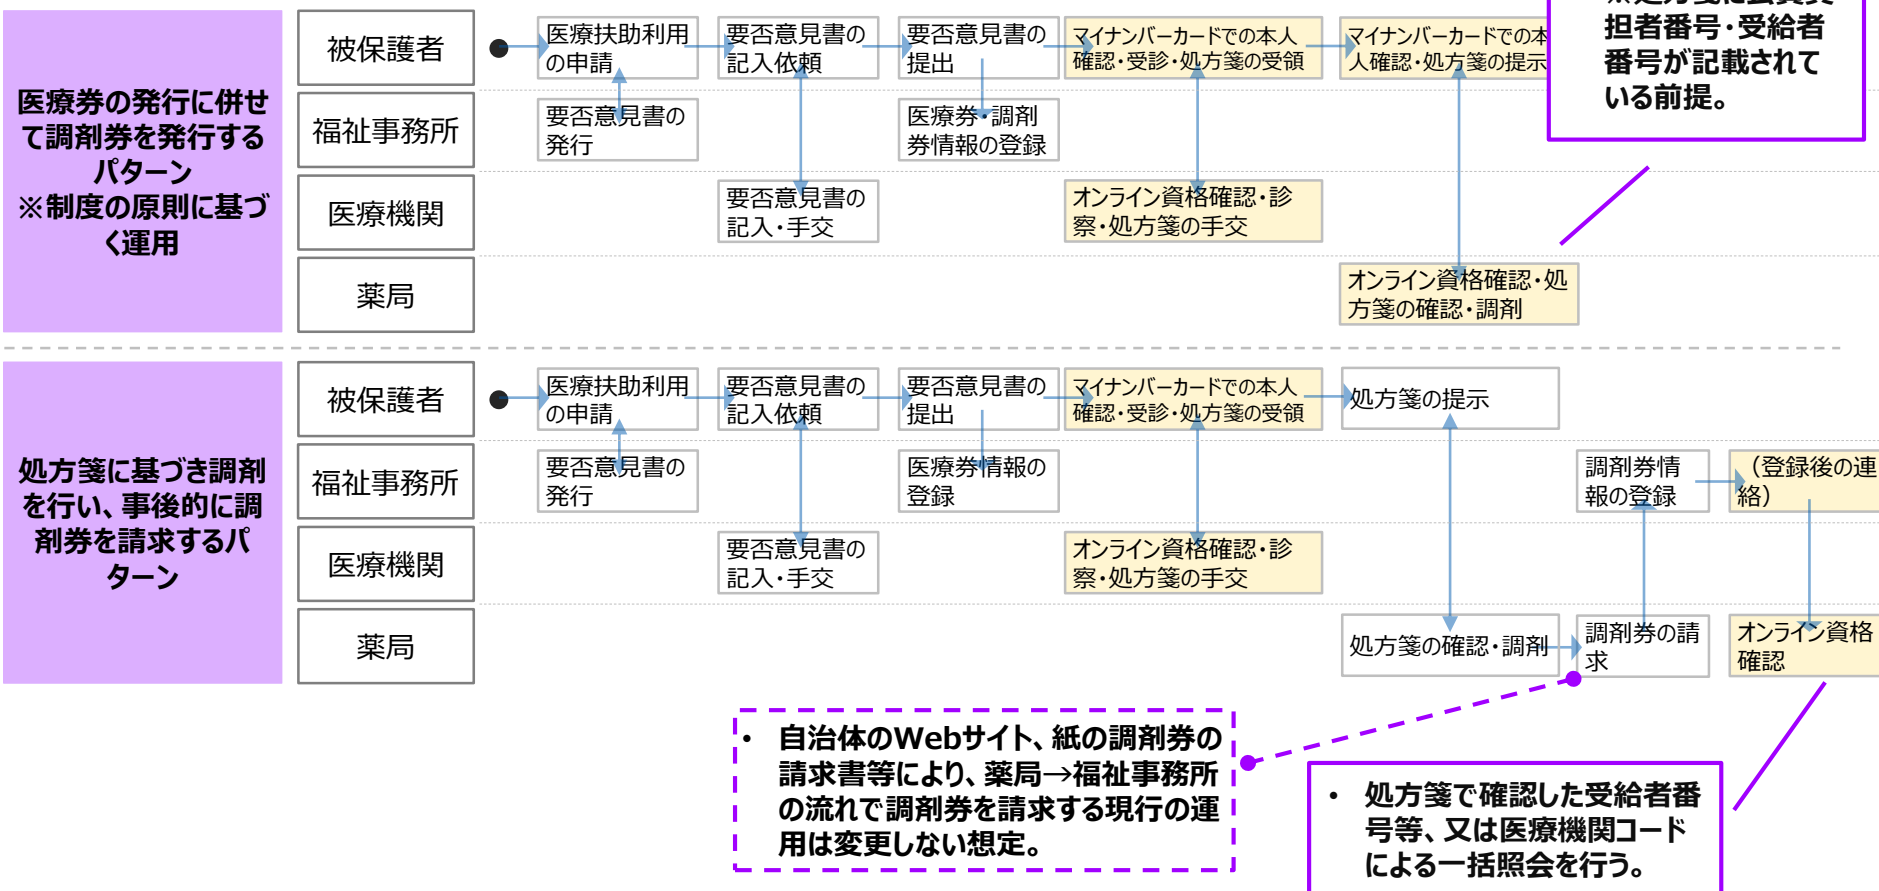 ※処方箋に公費負
担者番号・受給者
番号が記載されて
いる前提。
医療券の発行に併せ
て調剤券を発行する
パターン
※制度の原則に基づ
く運用
被保護者
医療扶助利用
の申請
要否意見書の
記入依頼
要否意見書の
提出
マイナンバーカードでの本人
確認・受診・処方箋の受領
マイナンバーカードでの本
人確認・処方箋の提示
福祉事務所
要否意見書の
発行
医療券・調剤
券情報の登録
医療機関
要否意見書の
記入・手交
オンライン資格確認・診
察・処方箋の手交
薬局
オンライン資格確認・処
方箋の確認・調剤
処方箋に基づき調剤
を行い、事後的に調
剤券を請求するパ
ターン
被保護者
医療扶助利用
の申請
要否意見書の
記入依頼
要否意見書の
提出
マイナンバーカードでの本人
確認・受診・処方箋の受領
処方箋の提示
福祉事務所
要否意見書の
発行
医療券情報の
登録
調剤券情
報の登録
（登録後の連
絡）
医療機関
要否意見書の
記入・手交
オンライン資格確認・診
察・処方箋の手交
薬局
処方箋の確認・調剤
調剤券の請
求
オンライン資格
確認
• 自治体のWebサイト、紙の調剤券の
請求書等により、薬局→福祉事務所
の流れで調剤券を請求する現行の運
用は変更しない想定。
• 処方箋で確認した受給者番
号等、又は医療機関コード
による一括照会を行う。